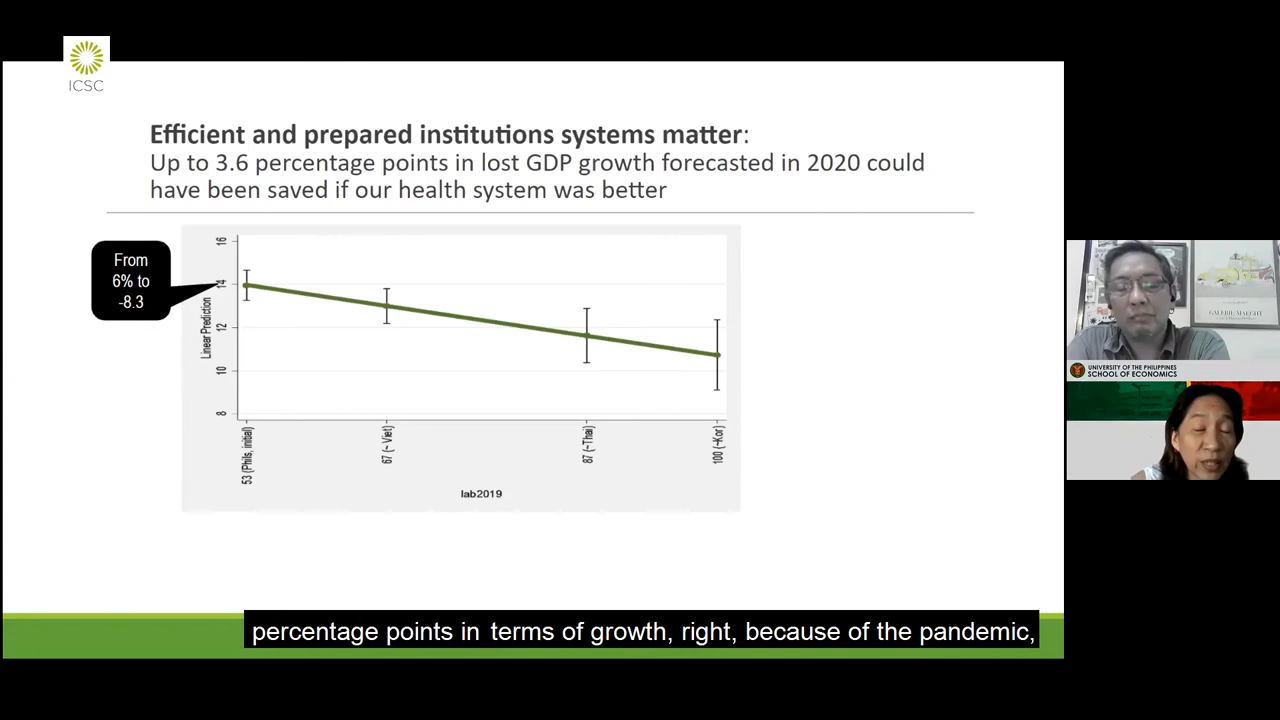 ICSC
Efficient and prepared institutions systems matter:
Up to 3.6 percentage points in lost GDP growth forecasted in 2020 could
have been saved if our health system was better
From
6% to
-8.3
16
14
12
10
8
Linear Prediction
53 (Phils, initial)
67 (~ Viet)
87 (~Thai)
100 (~Kor)
lab2019
GALERIE MAEGHT
UNIVERSITY OF THE PHILIPPINES
SCHOOL OF ECONOMICS
percentage points in terms of growth, right, because of the pandemic,